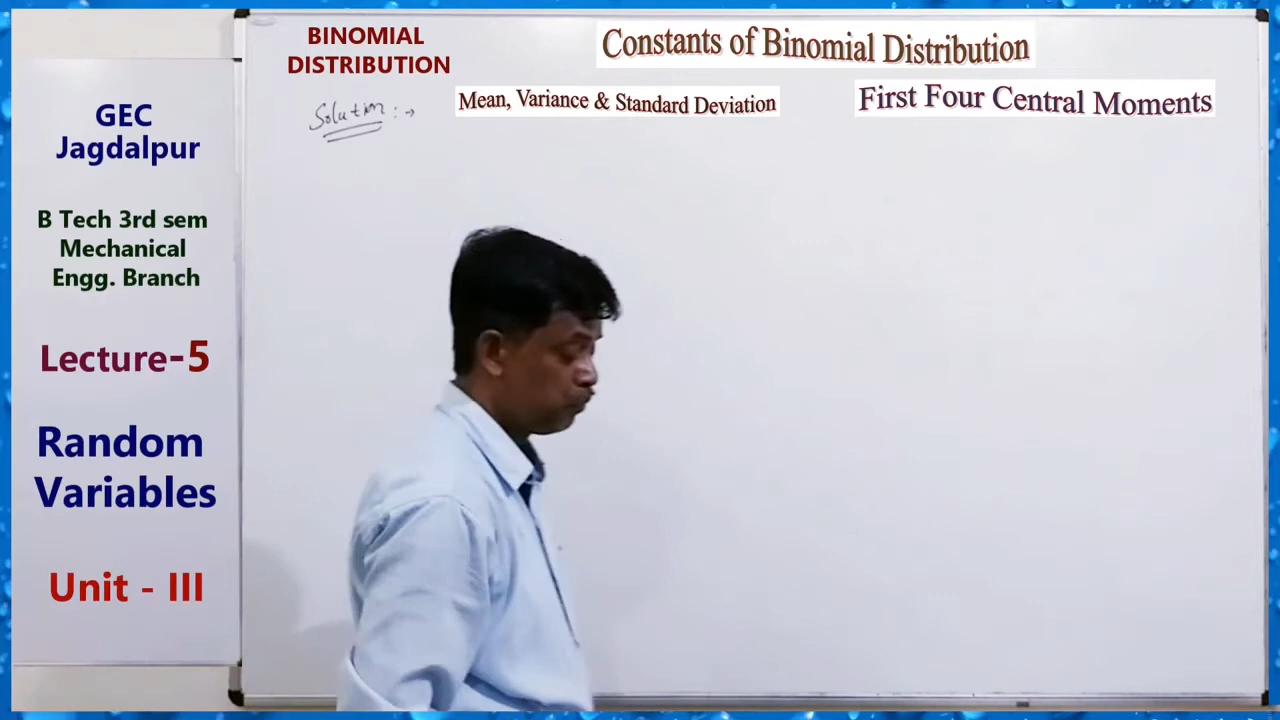 BINOMIAL
DISTRIBUTION
Constants of Binomial Distribution
Solution :→
Mean, Variance & Standard Deviation
First Four Central Moments
GEC
Jagdalpur
B Tech 3rd sem
Mechanical
Engg. Branch
Lecture-5
Random
Variables
Unit - III